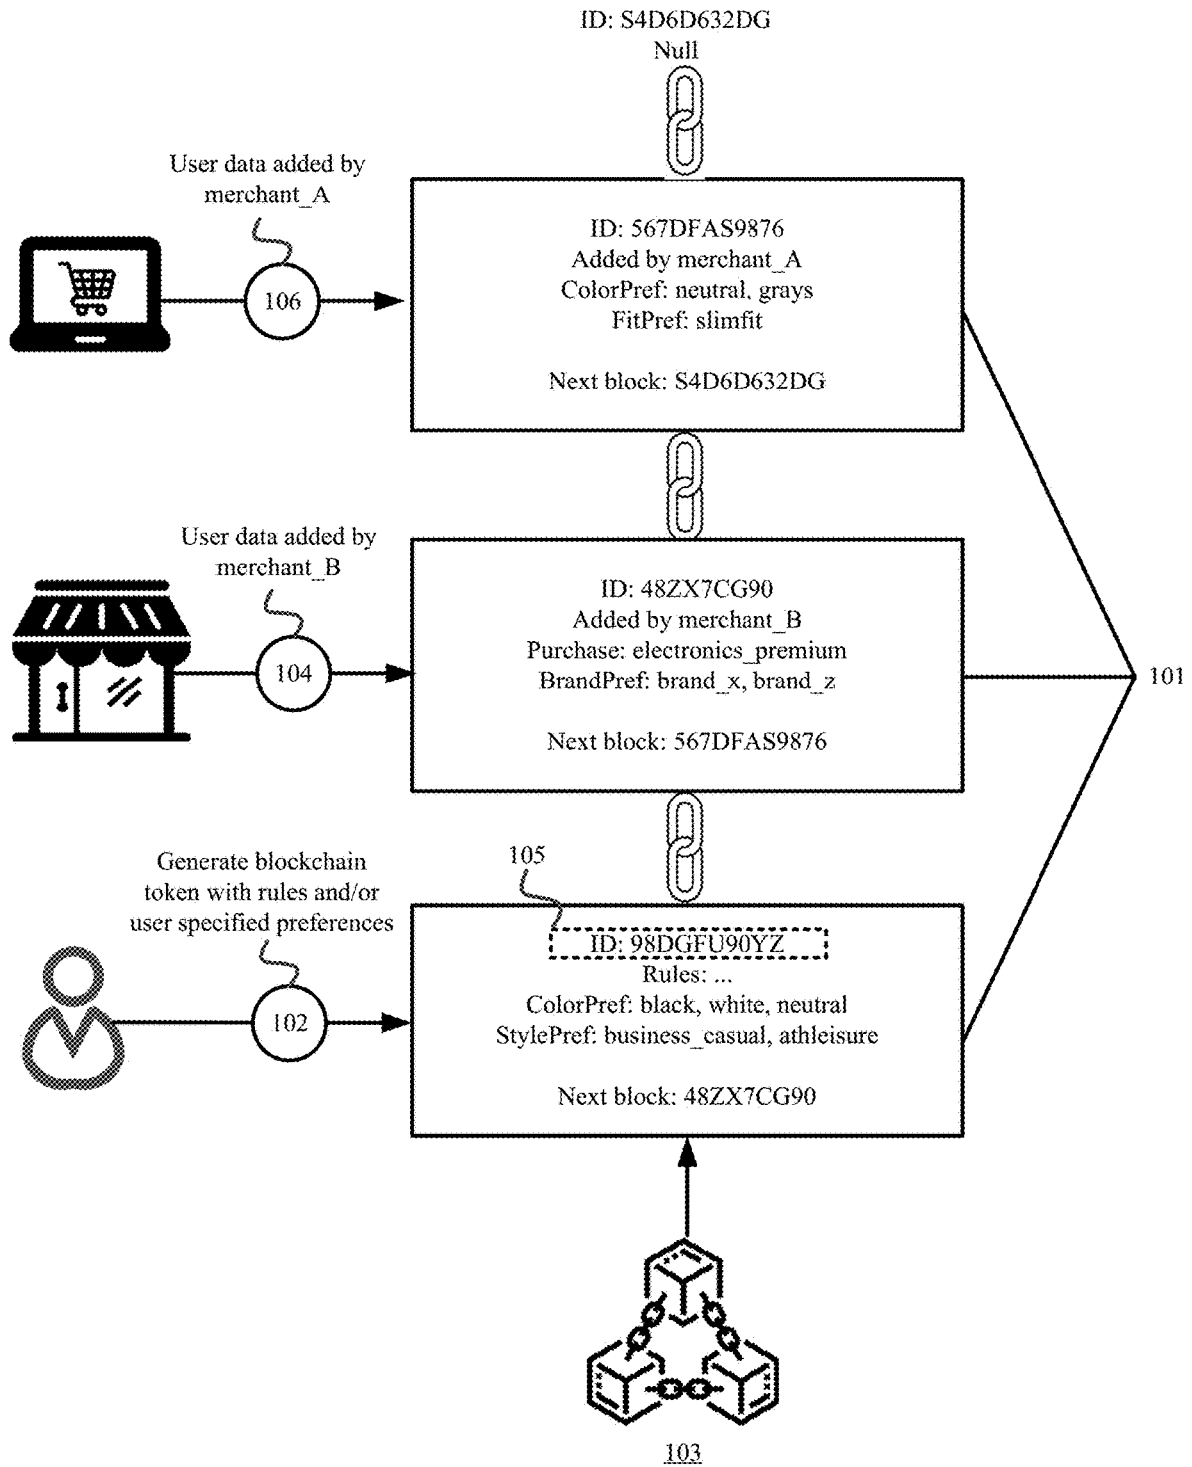 ID: S4D6D632DG
Null
User data added by
merchant_A
106
ID: 567DFAS9876
Added by merchant_A
ColorPref: neutral, grays
FitPref: slimfit
Next block: S4D6D632DG
User data added by
merchant_B
104
ID: 48ZX7CG90
Added by merchant_B
Purchase: electronics_premium
BrandPref: brand_x, brand_z
Next block: 567DFAS9876
101
Generate blockchain
token with rules and/or
user specified preferences
102
105
ID: 98DGFU90YZ
Rules: ...
ColorPref: black, white, neutral
StylePref: business_casual, athleisure
Next block: 48ZX7CG90
103